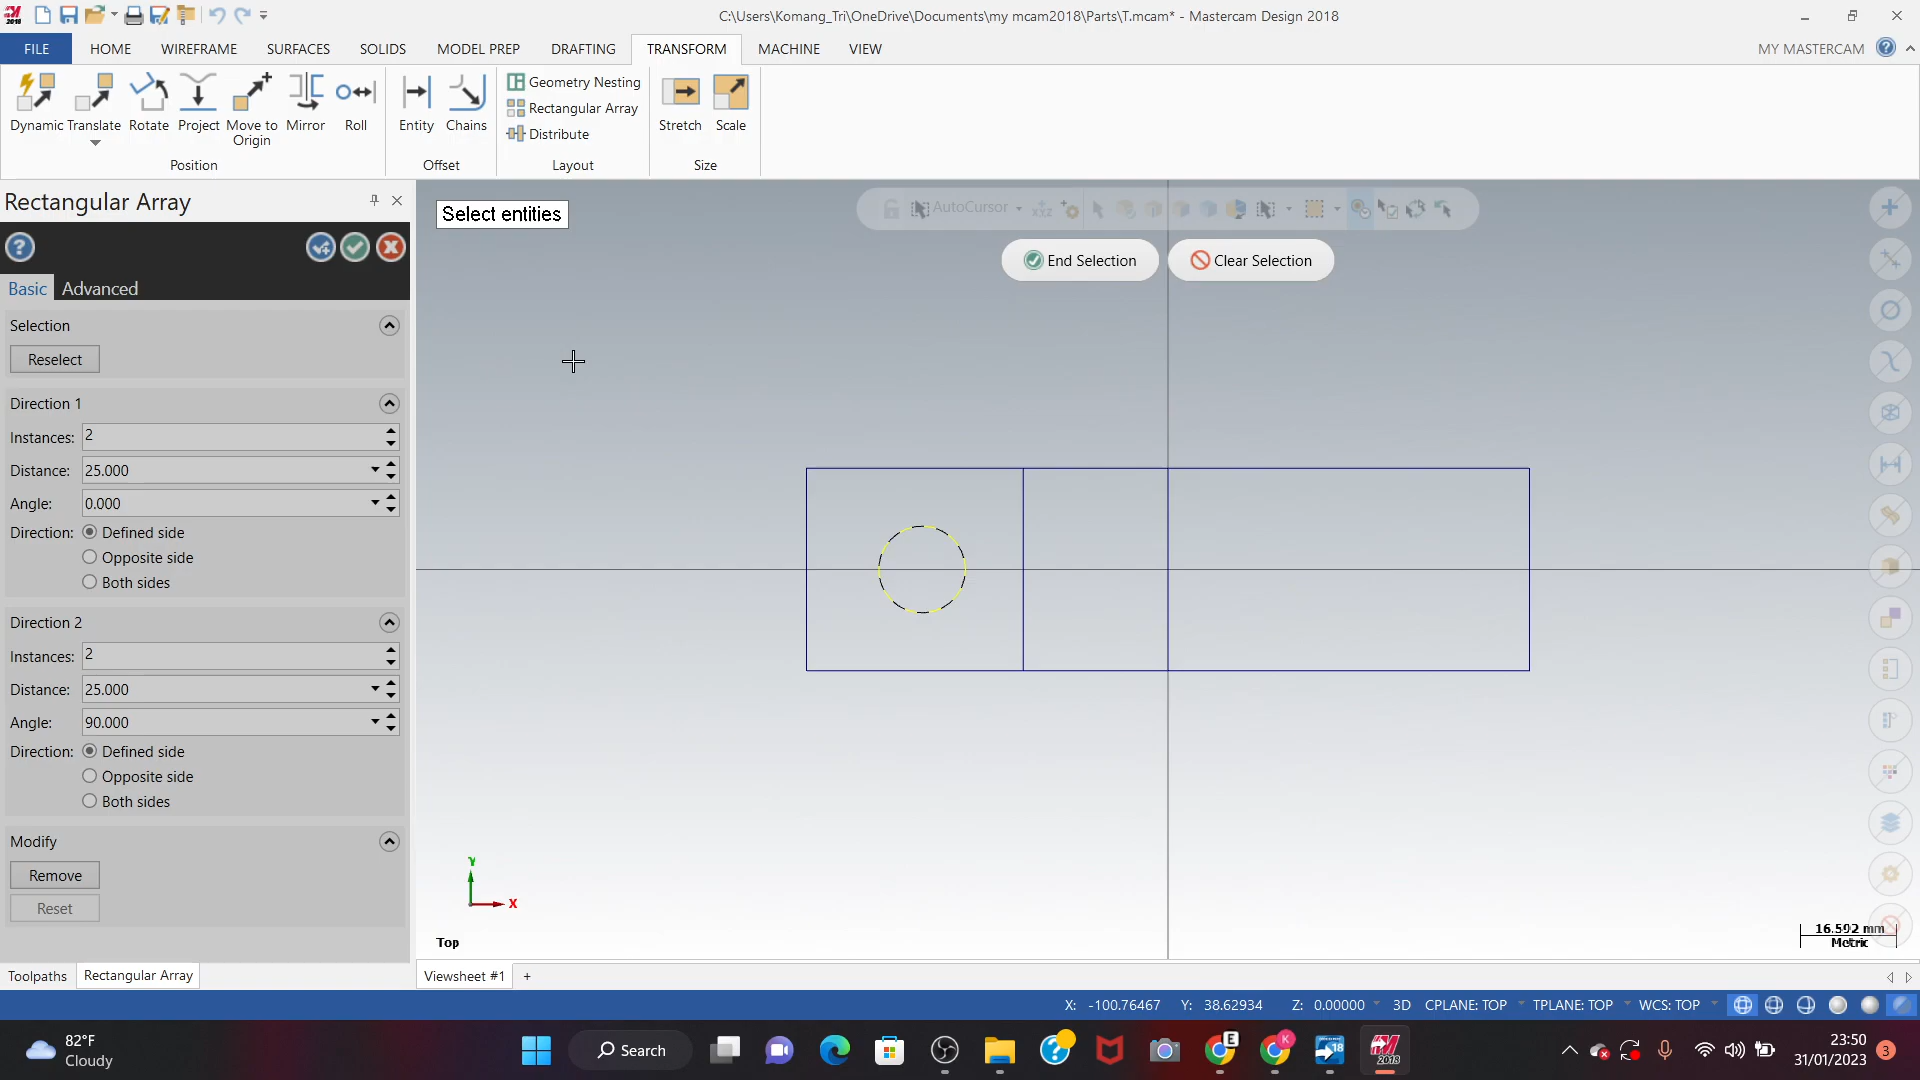 2018
C:\Users\Komang_Tri\OneDrive\Documents\my mcam2018\Parts\T.mcam* - Mastercam Design 2018
FILE HOME WIREFRAME SURFACES SOLIDS MODEL PREP DRAFTING TRANSFORM MACHINE VIEW MY MASTERCAM
Dynamic Translate Rotate Project Move to Origin Mirror Roll
Position
Entity Chains
Offset
Geometry Nesting
Rectangular Array
Distribute
Layout
Stretch Scale
Size
Rectangular Array
Basic Advanced
Selection
Reselect
Direction 1
Instances: 2
Distance: 25.000
Angle: 0.000
Direction: Defined side
Opposite side
Both sides
Direction 2
Instances: 2
Distance: 25.000
Angle: 90.000
Direction: Defined side
Opposite side
Both sides
Modify
Remove
Reset
Toolpaths Rectangular Array
Select entities
AutoCursor
XYZ
End Selection Clear Selection
Y
X
Top
16.592 mm
Metric
Viewsheet #1 +
X: -100.76467 Y: 38.62934 Z: 0.00000 3D CPLANE: TOP TPLANE: TOP WCS: TOP
82°F
Cloudy
Search
E
K
18
2018
23:50
31/01/2023
3